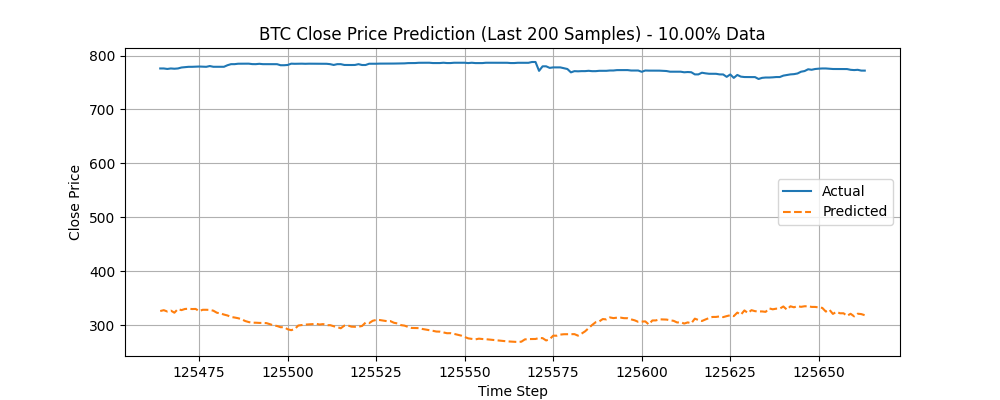 BTC Close Price Prediction (Last 200 Samples) - 10.00% Data
800
700
600
500
400
300
Close Price
Actual
Predicted
125475 125500 125525 125550 125575 125600 125625 125650
Time Step